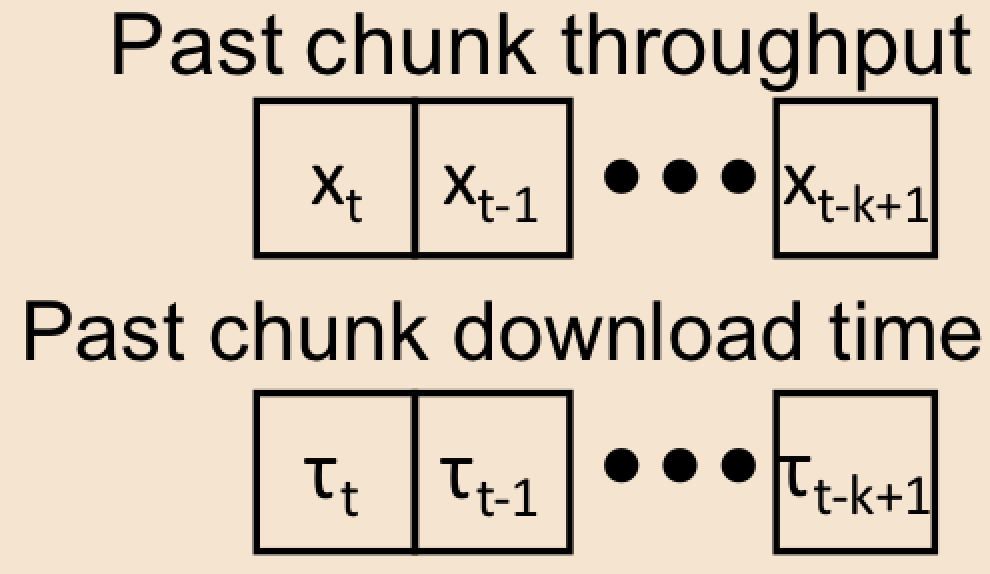 Past chunk throughput
xₜ xₜ₋₁ ••• xₜ₋ₖ₊₁
Past chunk download time
τₜ τₜ₋₁ ••• τₜ₋ₖ₊₁